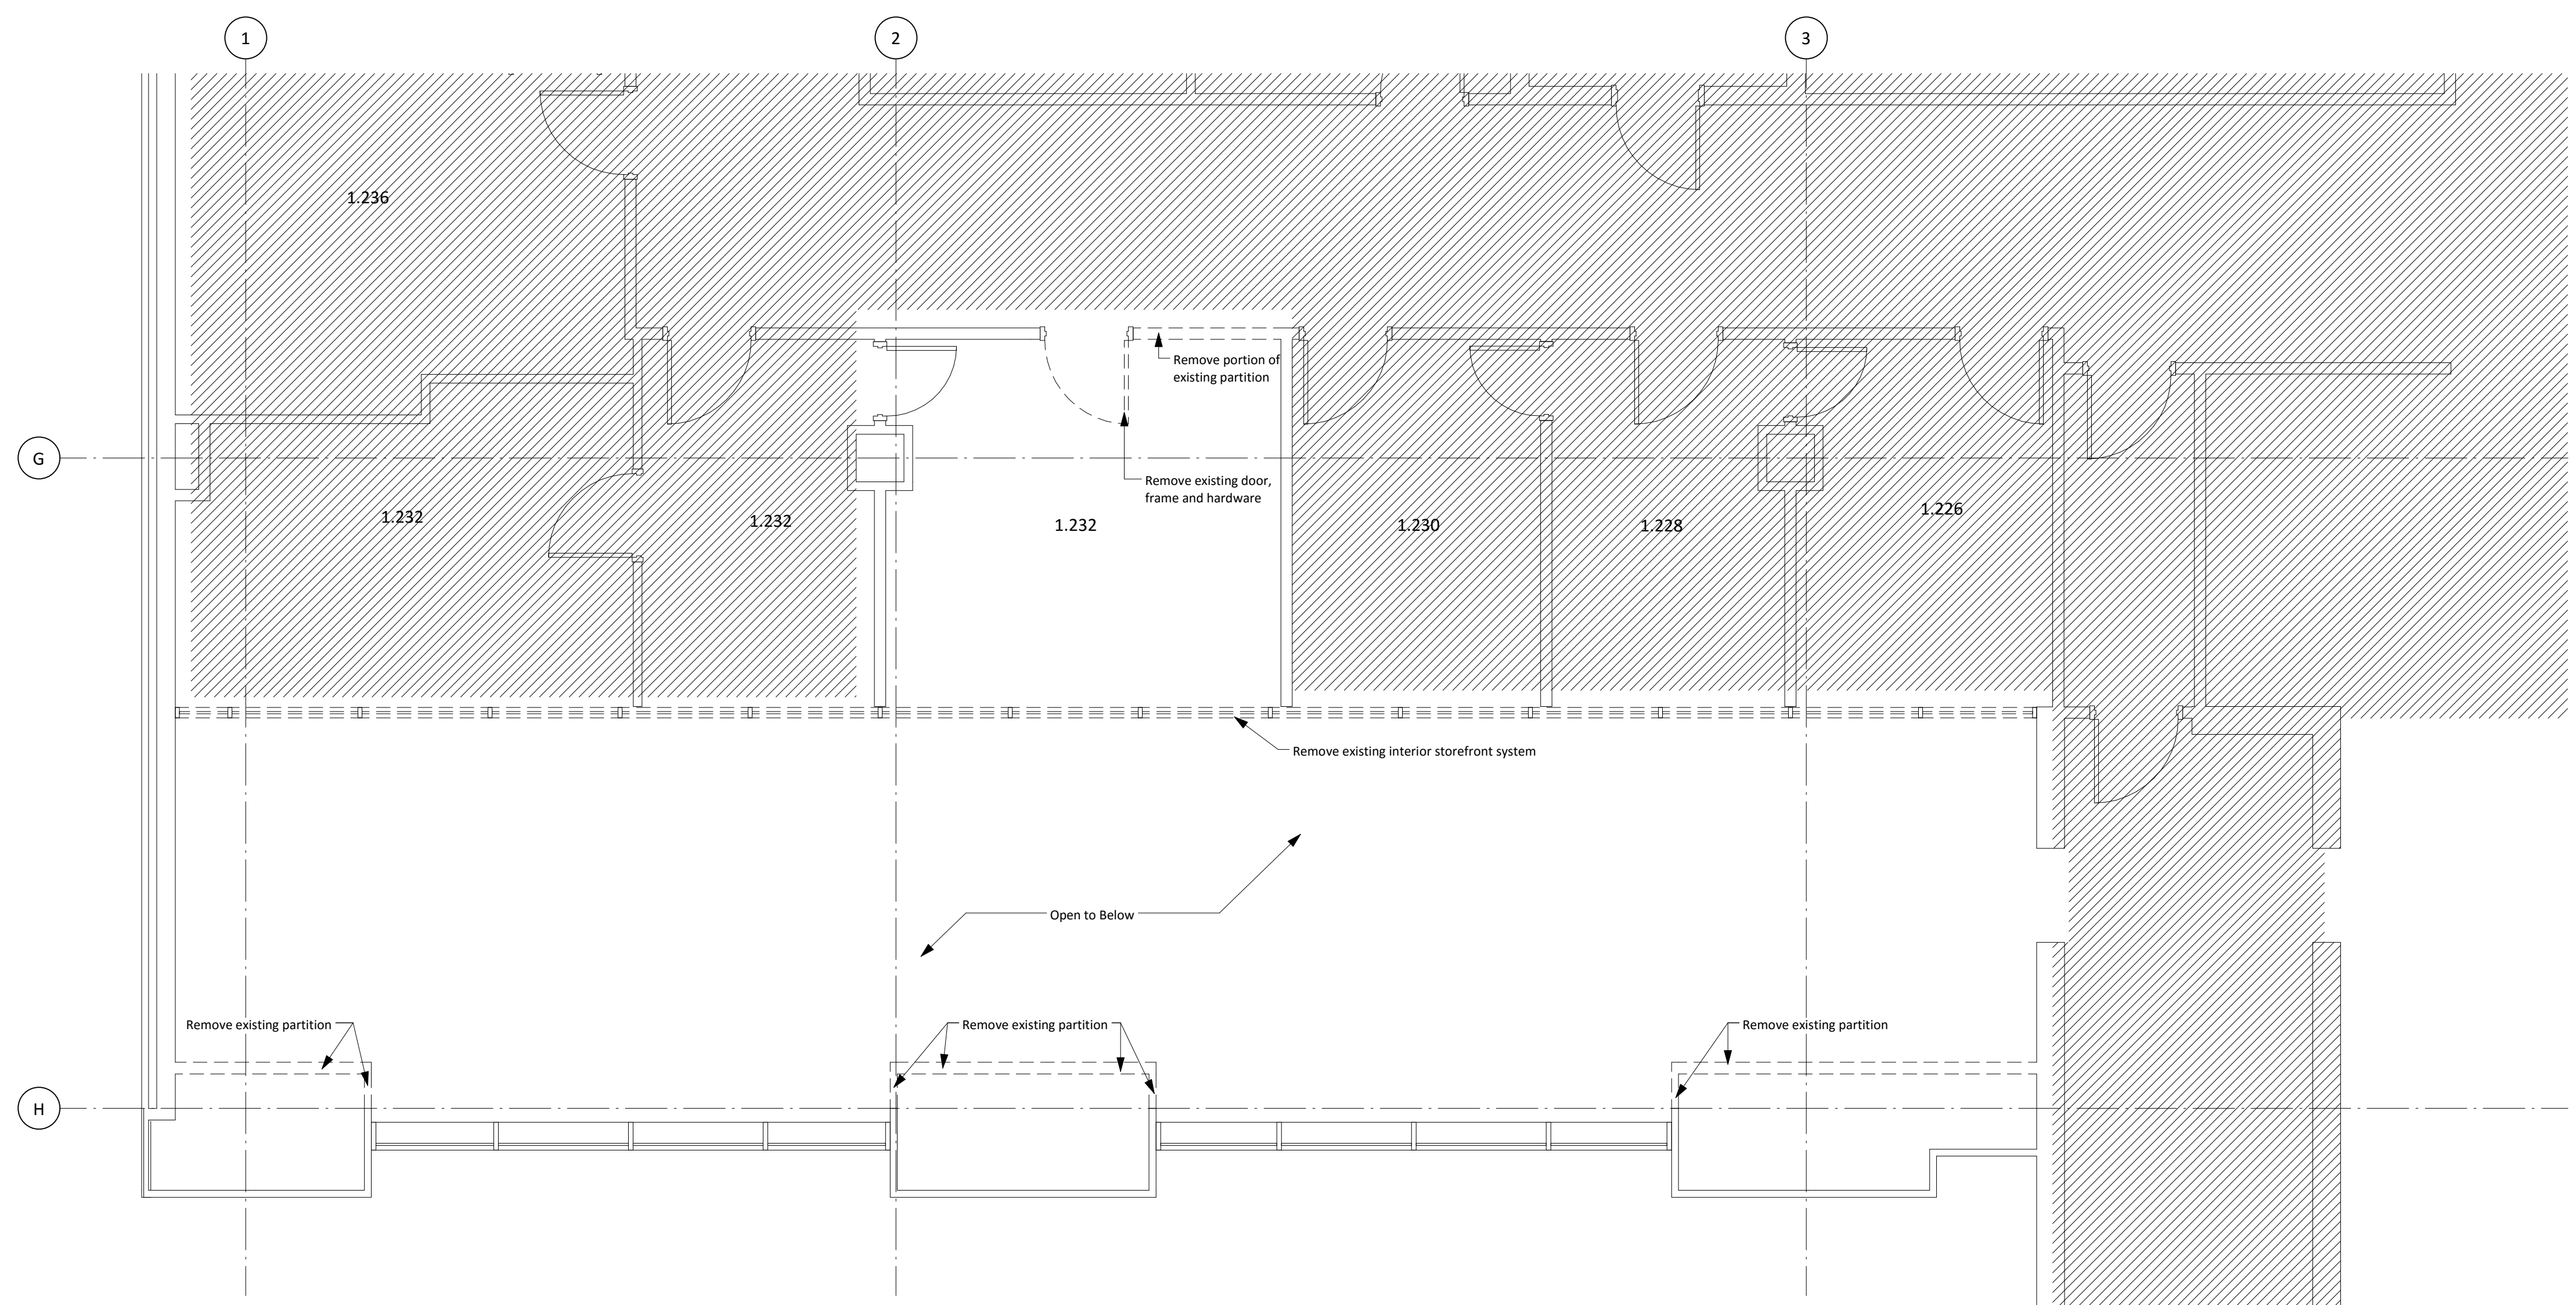 1
2
3
1.236
Remove portion of
existing partition
G
Remove existing door,
frame and hardware
1.232
1.232
1.232
1.230
1.228
1.226
Remove existing interior storefront system
Open to Below
Remove existing partition
Remove existing partition
Remove existing partition
H